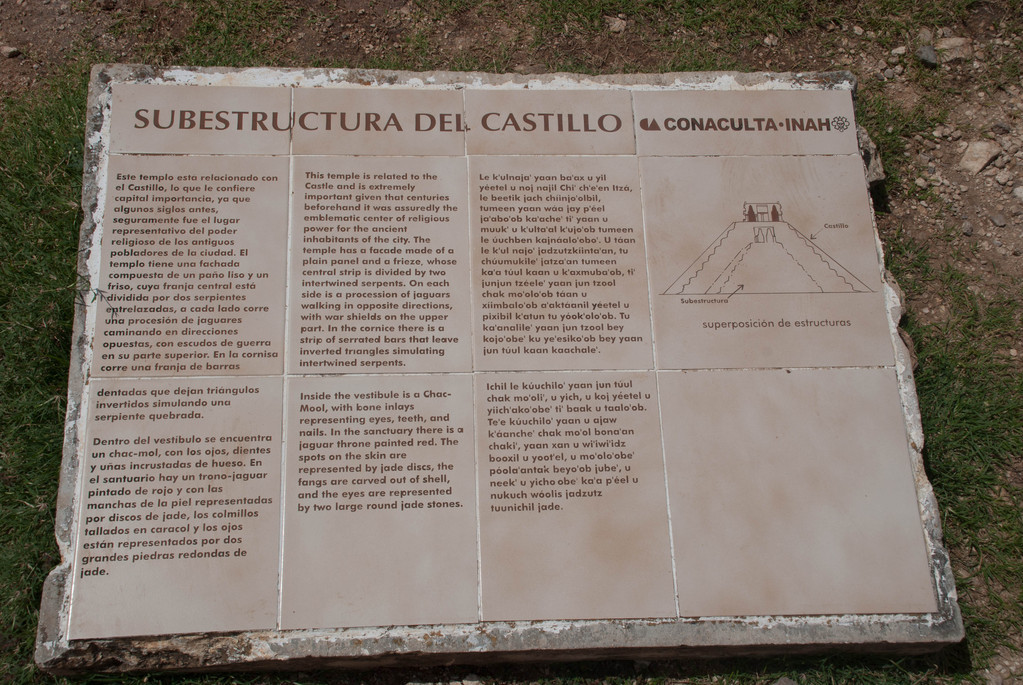 SUBESTRUCTURA DEL CASTILLO
CONACULTA•INAH
Este templo esta relacionado con
el Castillo, lo que le confiere
capital importancia, ya que
algunos siglos antes,
seguramente fue el lugar
representativo del poder
religioso de los antiguos
pobladores de la ciudad. El
templo tiene una fachada
compuesta de un paño liso y un
friso, cuya franja central está
dividida por dos serpientes
entrelazadas, a cada lado corre
una procesión de jaguares
caminando en direcciones
opuestas, con escudos de guerra
en su parte superior. En la cornisa
corre una franja de barras
dentadas que dejan triángulos
invertidos simulando una
serpiente quebrada.
Dentro del vestíbulo se encuentra
un chac-mol, con los ojos, dientes
y uñas incrustadas de hueso. En
el santuario hay un trono-jaguar
pintado de rojo y con las
manchas de la piel representadas
por discos de jade, los colmillos
tallados en caracol y los ojos
están representados por dos
grandes piedras redondas de
jade.
This temple is related to the
Castle and is extremely
important given that centuries
beforehand it was assuredly the
emblematic center of religious
power for the ancient
inhabitants of the city. The
temple has a facade made of a
plain panel and a frieze, whose
central strip is divided by two
intertwined serpents. On each
side is a procession of jaguars
walking in opposite directions,
with war shields on the upper
part. In the cornice there is a
strip of serrated bars that leave
inverted triangles simulating
intertwined serpents.
Inside the vestibule is a Chac-
Mool, with bone inlays
representing eyes, teeth, and
nails. In the sanctuary there is a
jaguar throne painted red. The
spots on the skin are
represented by jade discs, the
fangs are carved out of shell,
and the eyes are represented
by two large round jade stones.
Le k'ulnaja' yaan ba'ax u yil
yéetel u noj najil Chi' ch'e'en Itzá,
le beetik jach chíinjo'olbil,
tumeen yaan wáa jay p'éel
ja'abo'ob ka'ache' ti' yaan u
muuk' u k'ulta'al k'ujo'ob tumeen
le úuchben kajnáalo'obo'. U táan
le k'ul najo' jadzutzkiinta'an, tu
chúumukile' jatza'an tumeen
ka'a túul kaan u k'axmuba'ob, ti'
junjun tzéele' yaan jun tzool
chak mo'olo'ob táan u
xíimbalo'ob a'aktáanil yéetel u
pixibil k'atun tu yóok'olo'ob. Tu
ka'analile' yaan jun tzool bey
kojo'obe' ku ye'esiko'ob bey yaan
jun túul kaan kaachale'.
Ichil le kúuchilo' yaan jun túul
chak mo'oli', u yich, u koj yéetel u
yiich'ako'obe' ti' baak u taalo'ob.
Te'e kúuchilo' yaan u ajaw
k'áanche' chak mo'ol bona'an
chaki', yaan xan u wi'iwi'idz
booxil u yoot'el, u mo'olo'obe'
póola'antak beyo'ob jube', u
neek' u yicho'obe' ka'a p'éel u
nukuch wóolis jadzutz
tuunichil jade.
Castillo
Subestructura
superposición de estructuras